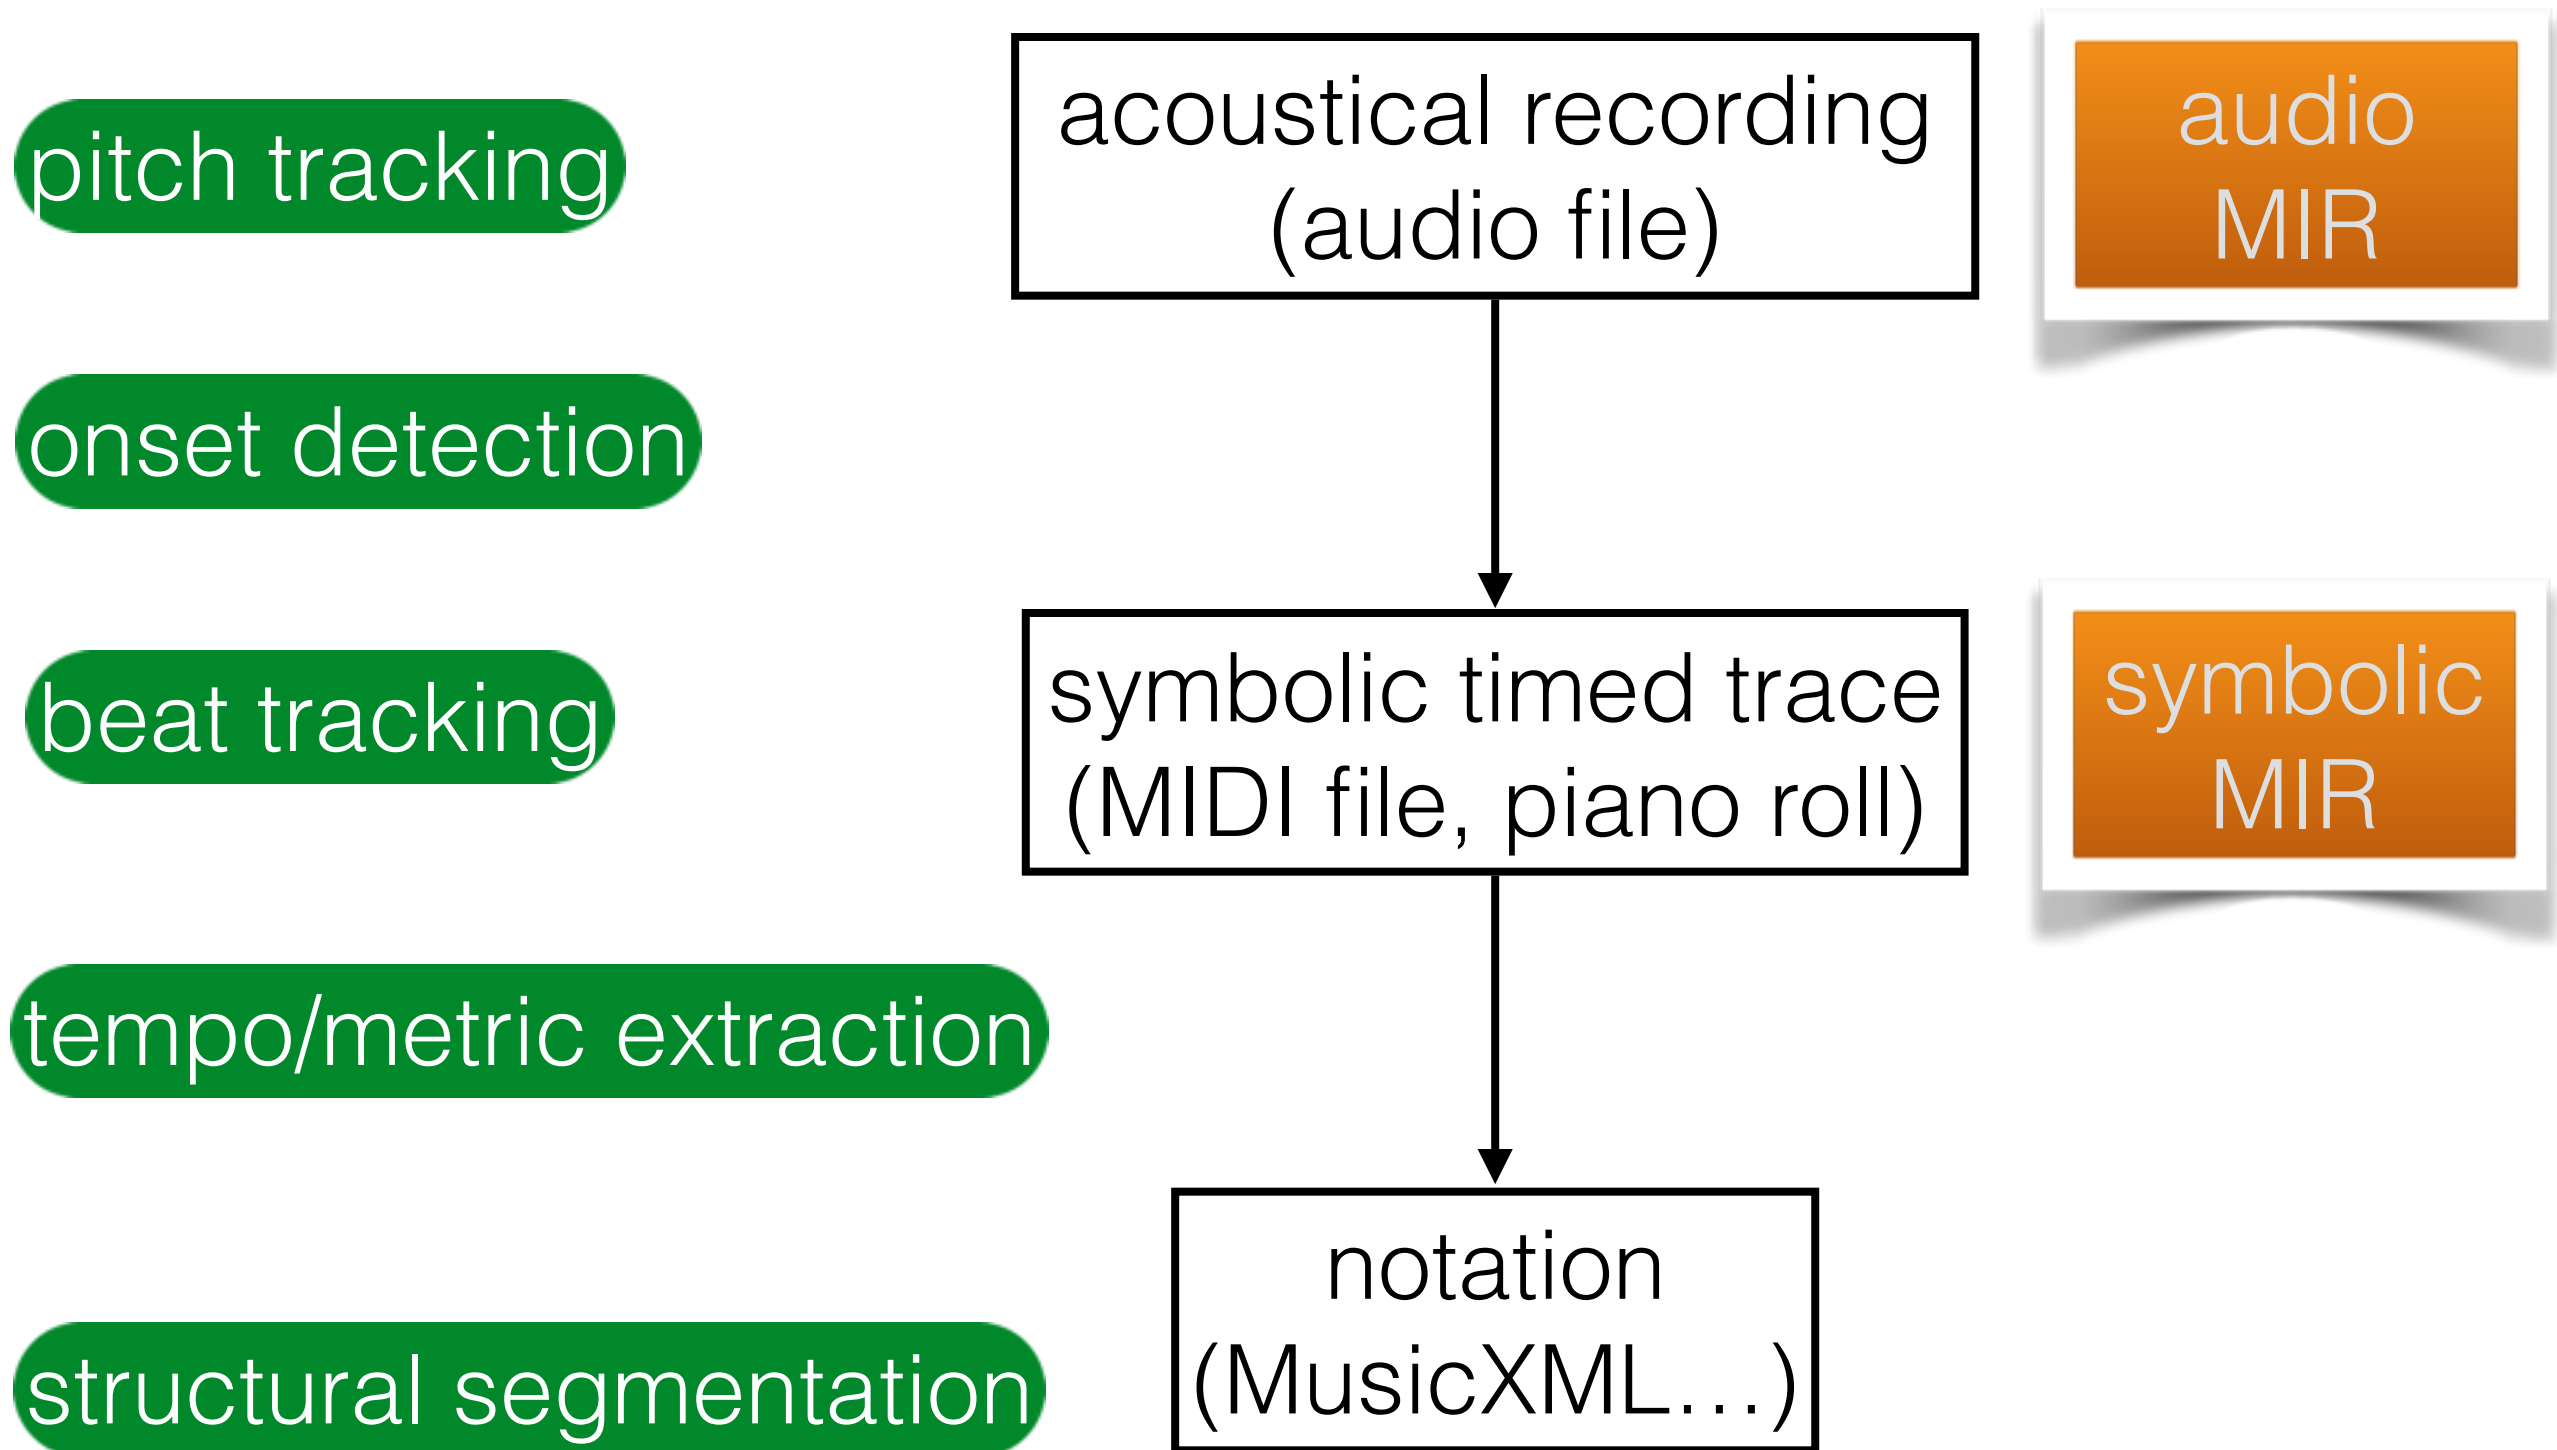 pitch tracking
onset detection
beat tracking
tempo/metric extraction
structural segmentation
acoustical recording
(audio file)
symbolic timed trace
(MIDI file, piano roll)
notation
(MusicXML…)
audio
MIR
symbolic
MIR